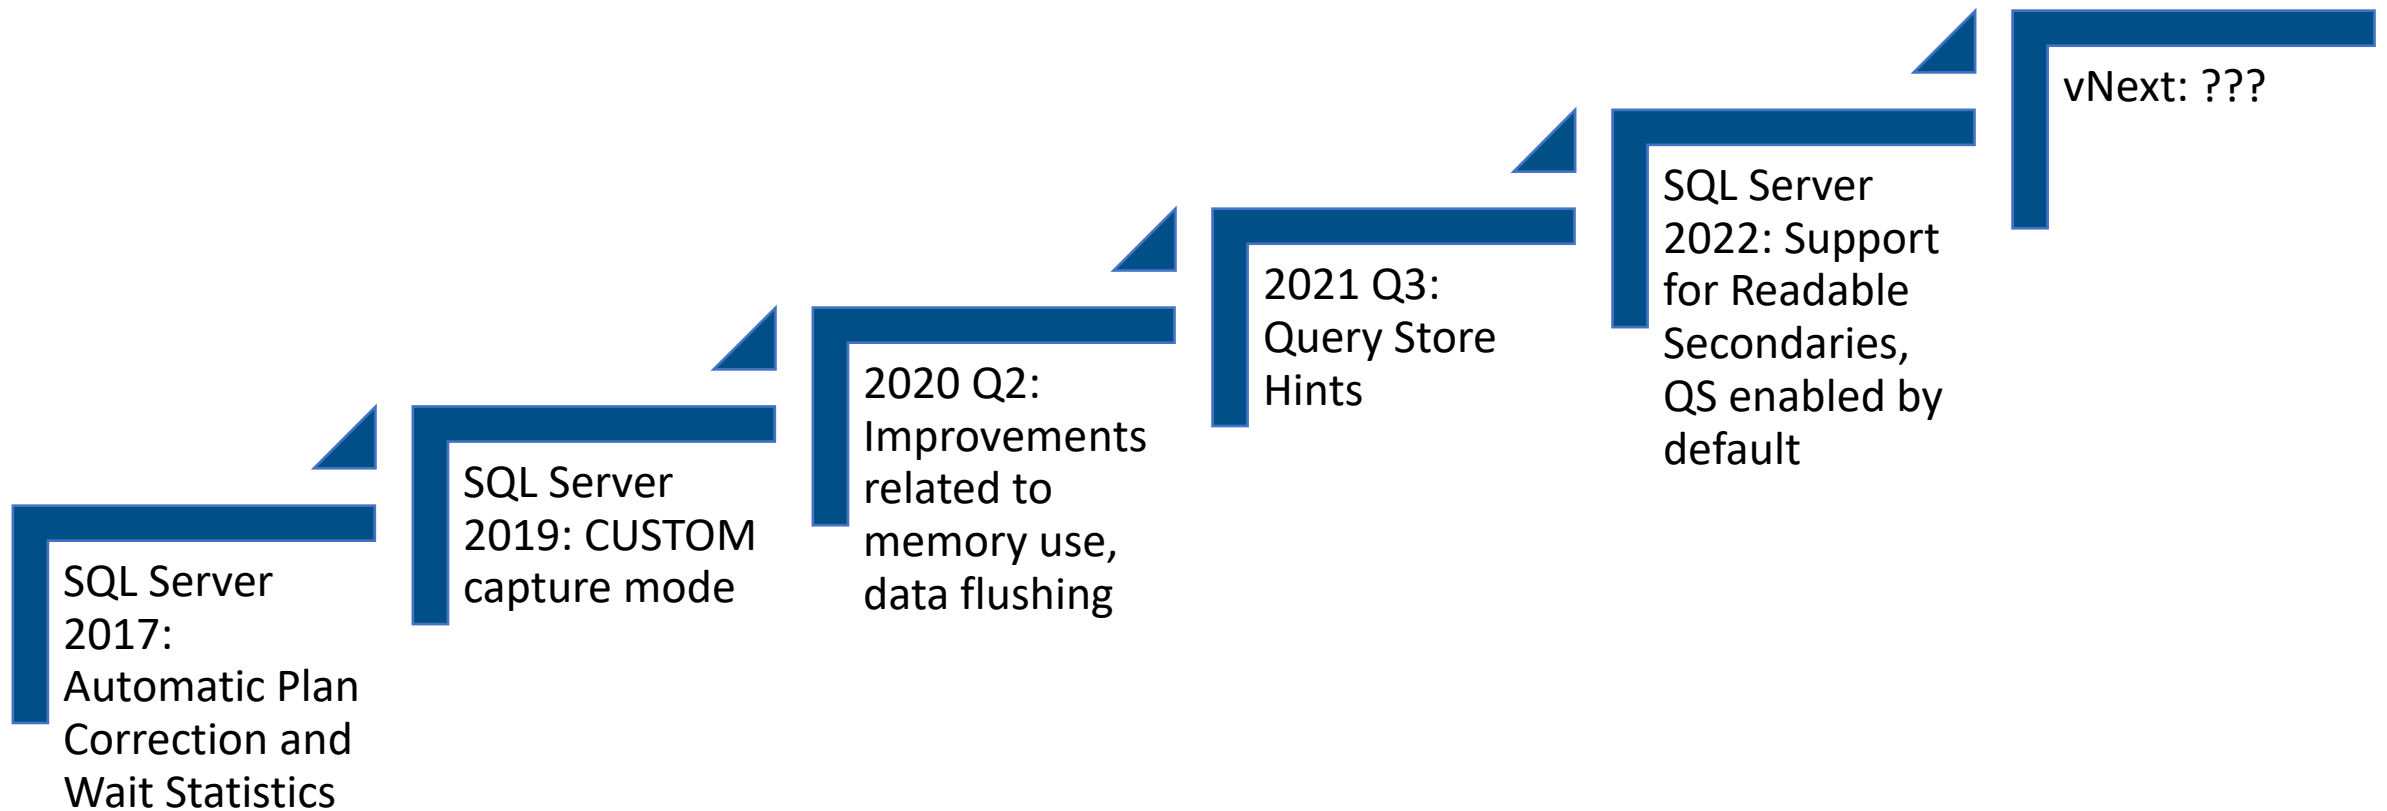 SQL Server
2017:
Automatic Plan
Correction and
Wait Statistics
SQL Server
2019: CUSTOM
capture mode
2020 Q2:
Improvements
related to
memory use,
data flushing
2021 Q3:
Query Store
Hints
SQL Server
2022: Support
for Readable
Secondaries,
QS enabled by
default
vNext: ???